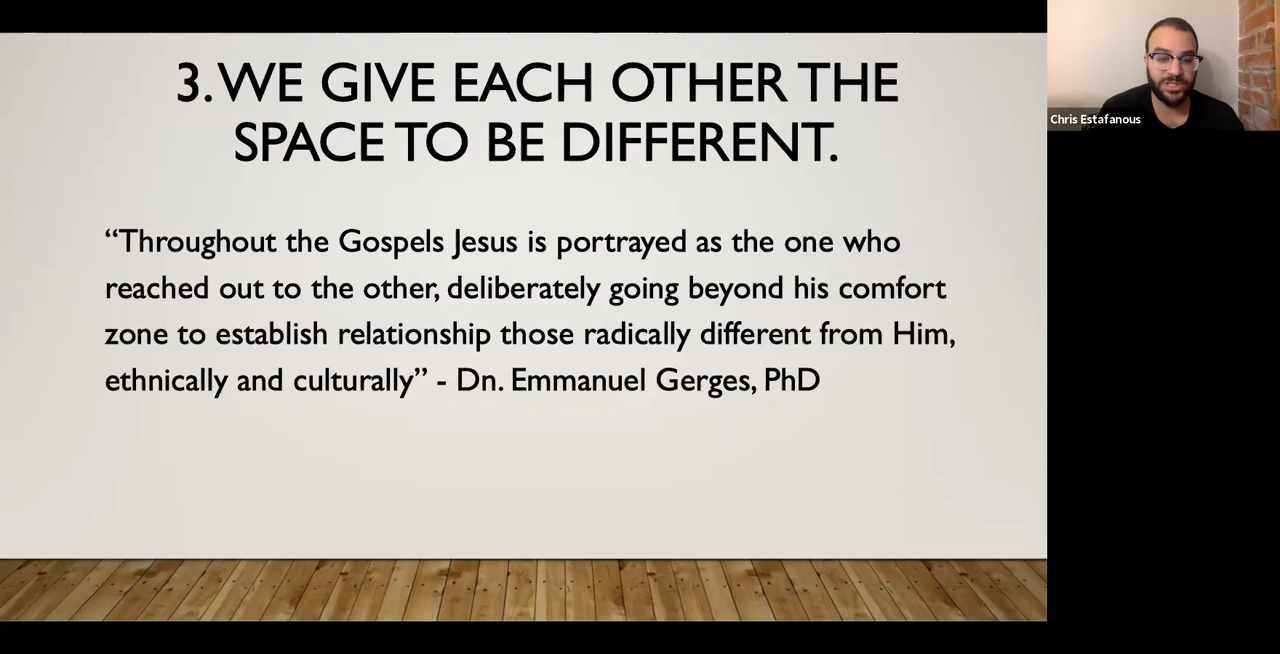 3. WE GIVE EACH OTHER THE
SPACE TO BE DIFFERENT.
“Throughout the Gospels Jesus is portrayed as the one who
reached out to the other, deliberately going beyond his comfort
zone to establish relationship those radically different from Him,
ethnically and culturally” - Dn. Emmanuel Gerges, PhD
Chris Estafanous